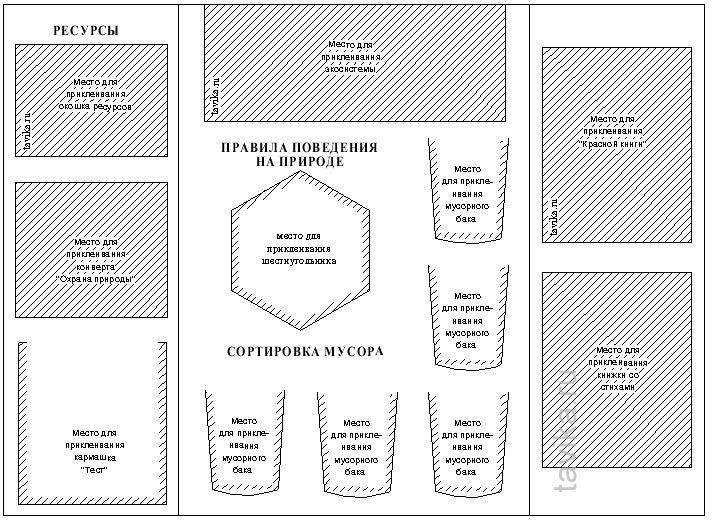 РЕСУРСЫ
Место для
приклеивания
окошка ресурсов
tavika.ru
Место для
приклеивания
конверта
"Охрана природы"
Место для
приклеивания
кармашка
"Тест"
Место для
приклеивания
экосистемы
tavika.ru
ПРАВИЛА ПОВЕДЕНИЯ
НА ПРИРОДЕ
место для
приклеивания
шестиугольника
Место
для прикле-
ивания
мусорного
бака
Место
для прикле-
ивания
мусорного
бака
СОРТИРОВКА МУСОРА
Место
для прикле-
ивания
мусорного
бака
Место
для прикле-
ивания
мусорного
бака
Место
для прикле-
ивания
мусорного
бака
Место для
приклеивания
"Красной книги"
tavika.ru
Место для
приклеивания
книжки со
стихами
tavika.ru